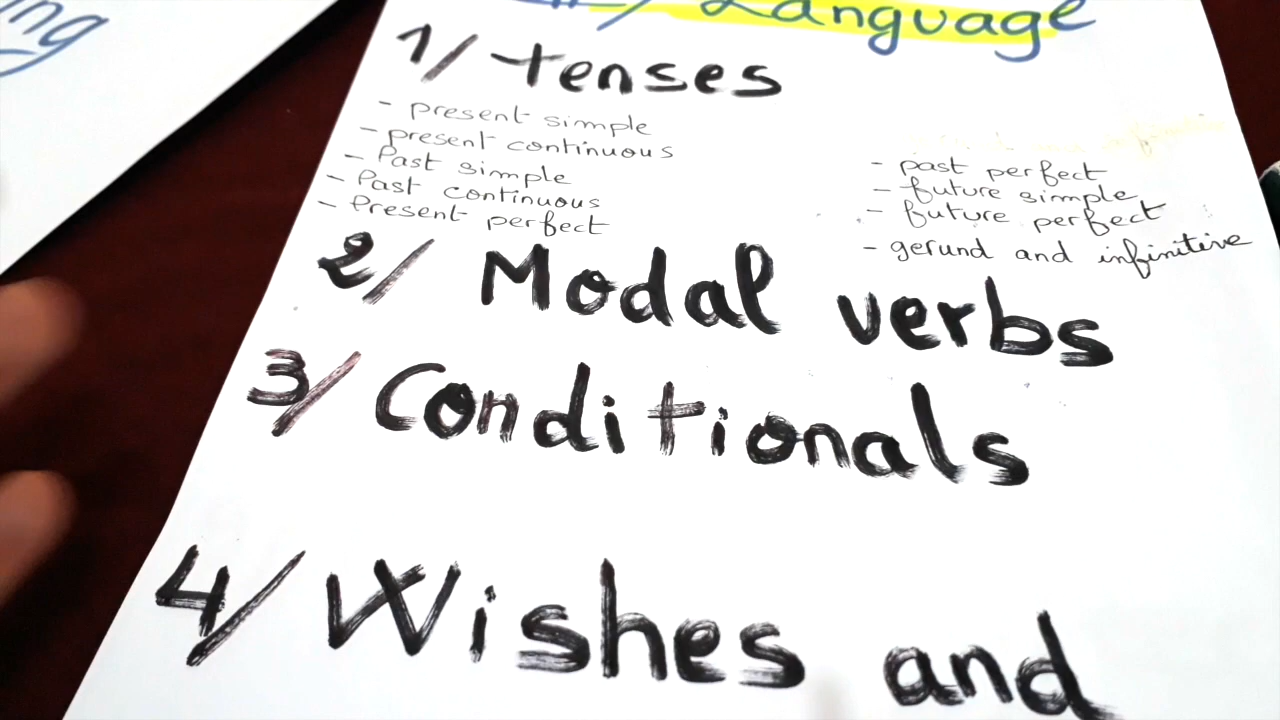 ing
/ Language
1/ tenses
- present simple
- present continuous
- Past simple
- Past continuous
- Present perfect
- past perfect
- future simple
- future perfect
- gerund and infinitive
2/ Modal verbs
3/ Conditionals
4/ Wishes and